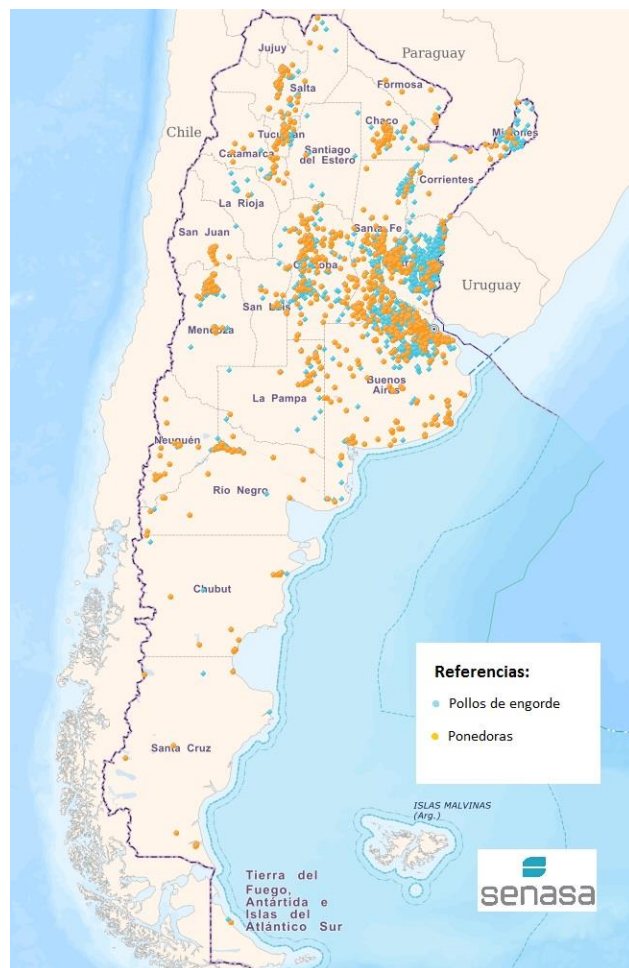 Jujuy
Paraguay
Salta
Formosa
Chile
Tucumán
Chaco
Misiones
Catamarca
Santiago
del Estero
Corrientes
La Rioja
Santa Fe
San Juan
Córdoba
Uruguay
San Luis
Mendoza
Buenos
Aires
La Pampa
Neuquén
Río Negro
Chubut
Referencias:
Pollos de engorde
Ponedoras
Santa Cruz
ISLAS MALVINAS
(Arg.)
Tierra del
Fuego,
Antártida e
Islas del
Atlántico Sur
senasa